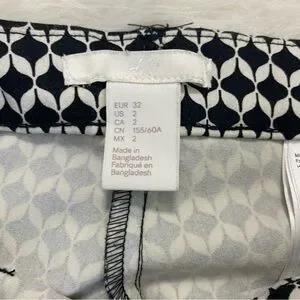 EUR 32
US 2
CA 2
CN 155/60A
MX 2
Made in
Bangladesh
Fabriqué en
Bangladesh